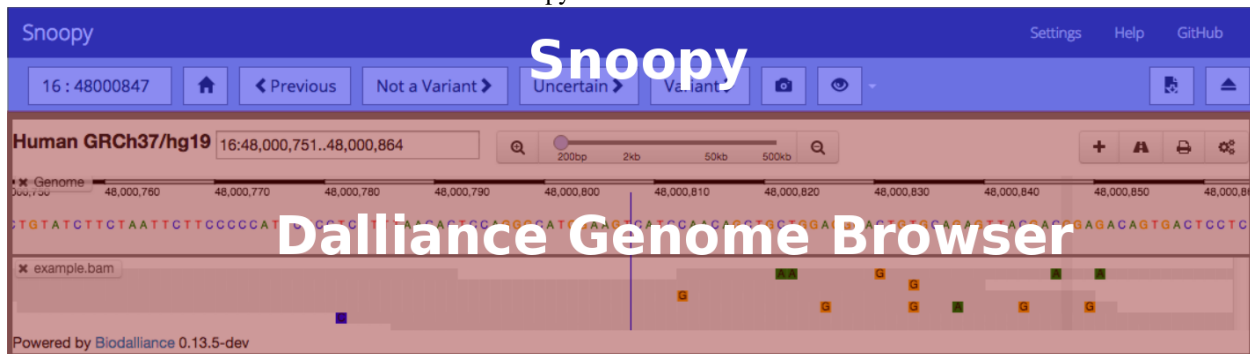 Snoopy Settings Help GitHub
Snoopy
16 : 48000847 Previous Not a Variant Uncertain Variant
Human GRCh37/hg19 16:48,000,751..48,000,864
200bp 2kb 50kb 500kb
Genome
48,000,760 48,000,770 48,000,780 48,000,790 48,000,800 48,000,810 48,000,820 48,000,830 48,000,840 48,000,850
Dalliance Genome Browser
example.bam
A A G A A
G
G
G G A G G
Powered by Biodalliance 0.13.5-dev